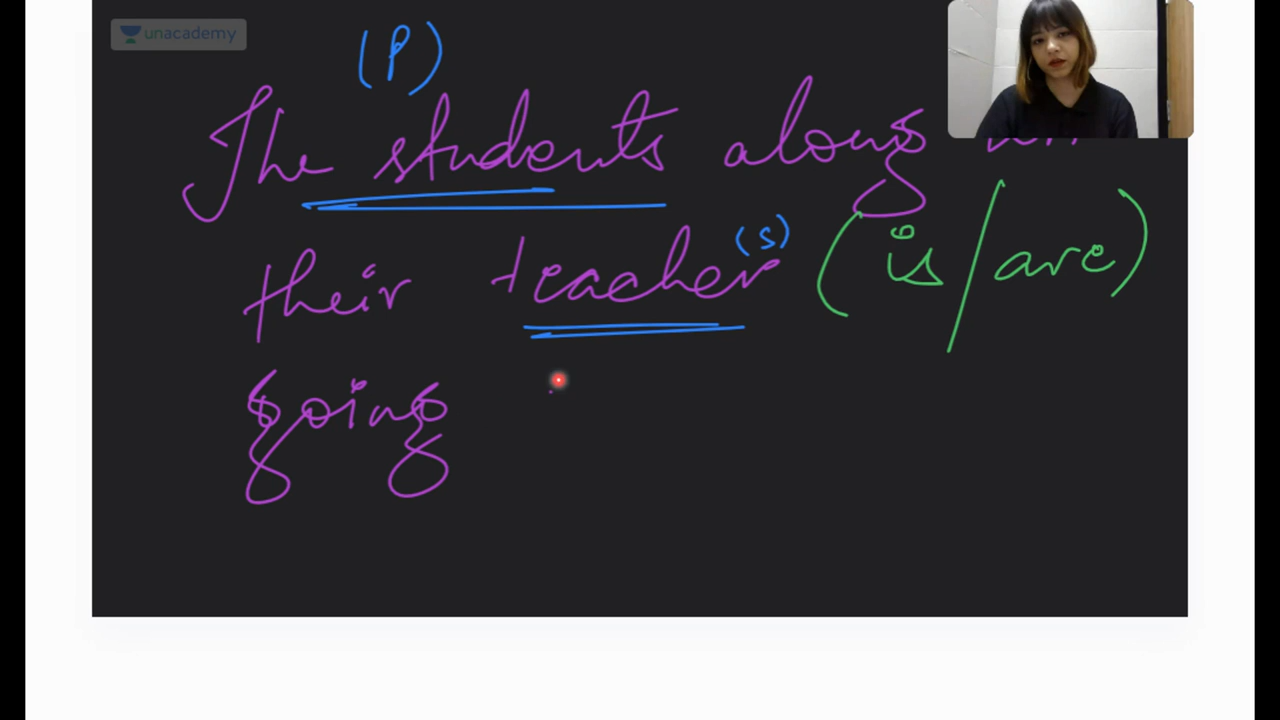 unacademy
(P)
The students along
their teacher (s) (is/are)
going